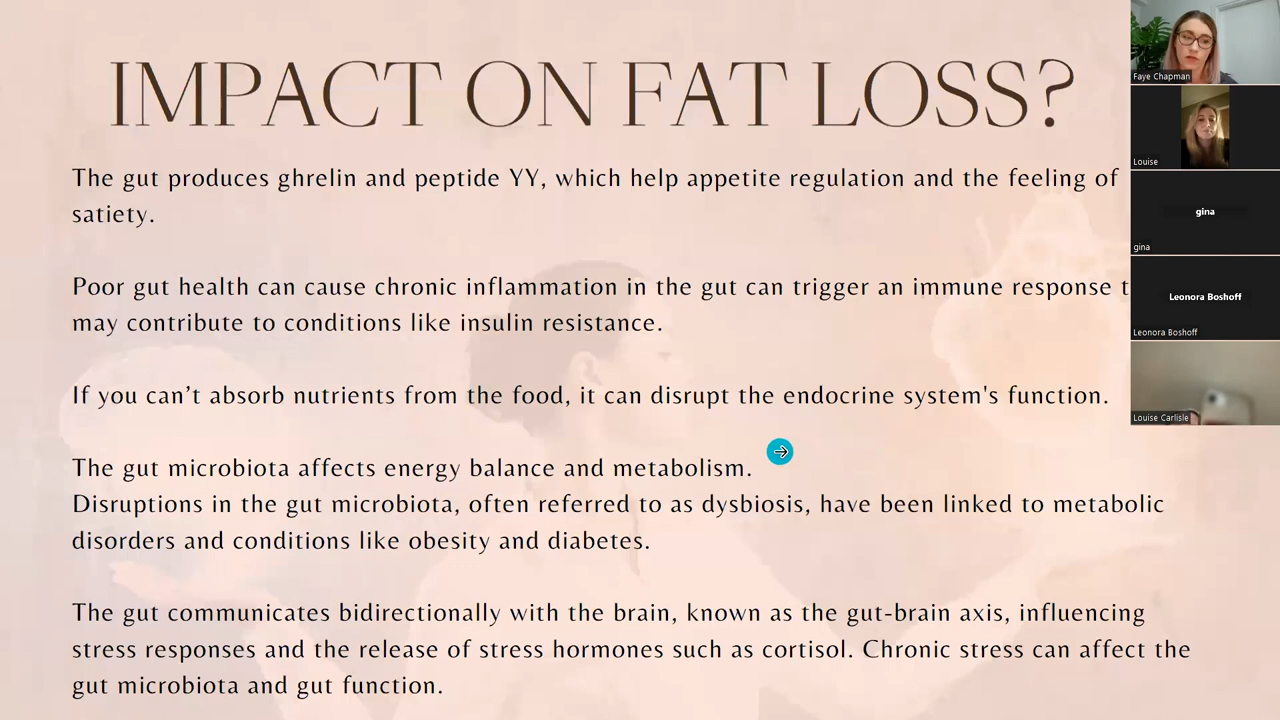 IMPACT ON FAT LOSS?
The gut produces ghrelin and peptide YY, which help appetite regulation and the feeling of
satiety.
Poor gut health can cause chronic inflammation in the gut can trigger an immune response
may contribute to conditions like insulin resistance.
If you can’t absorb nutrients from the food, it can disrupt the endocrine system's function.
The gut microbiota affects energy balance and metabolism.
Disruptions in the gut microbiota, often referred to as dysbiosis, have been linked to metabolic
disorders and conditions like obesity and diabetes.
The gut communicates bidirectionally with the brain, known as the gut-brain axis, influencing
stress responses and the release of stress hormones such as cortisol. Chronic stress can affect the
gut microbiota and gut function.
Faye Chapman
Louise
gina
gina
Leonora Boshoff
Leonora Boshoff
Louise Carlisle